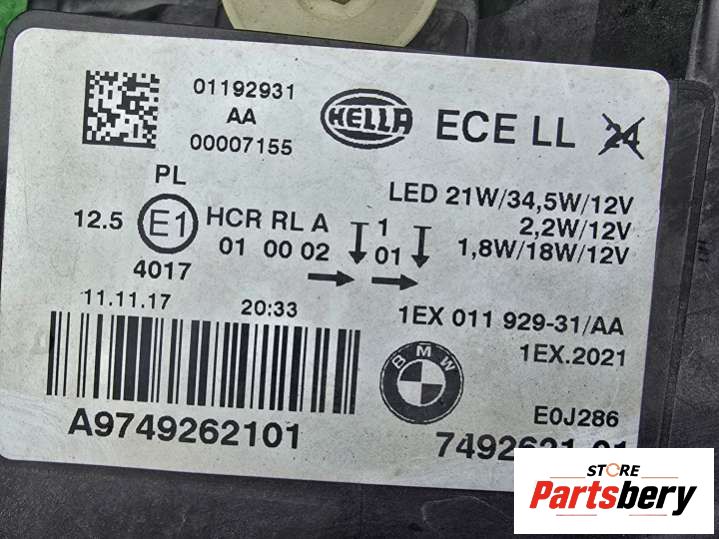 01192931
AA
00007155
HELLA
ECE LL 24
PL
12.5 E1 HCR RL A 1
01 00 02 01
4017
LED 21W/34,5W/12V
2,2W/12V
1,8W/18W/12V
11.11.17 20:33
1EX 011 929-31/AA
BMW
1EX.2021
E0J286
A9749262101
STORE
Partsbery